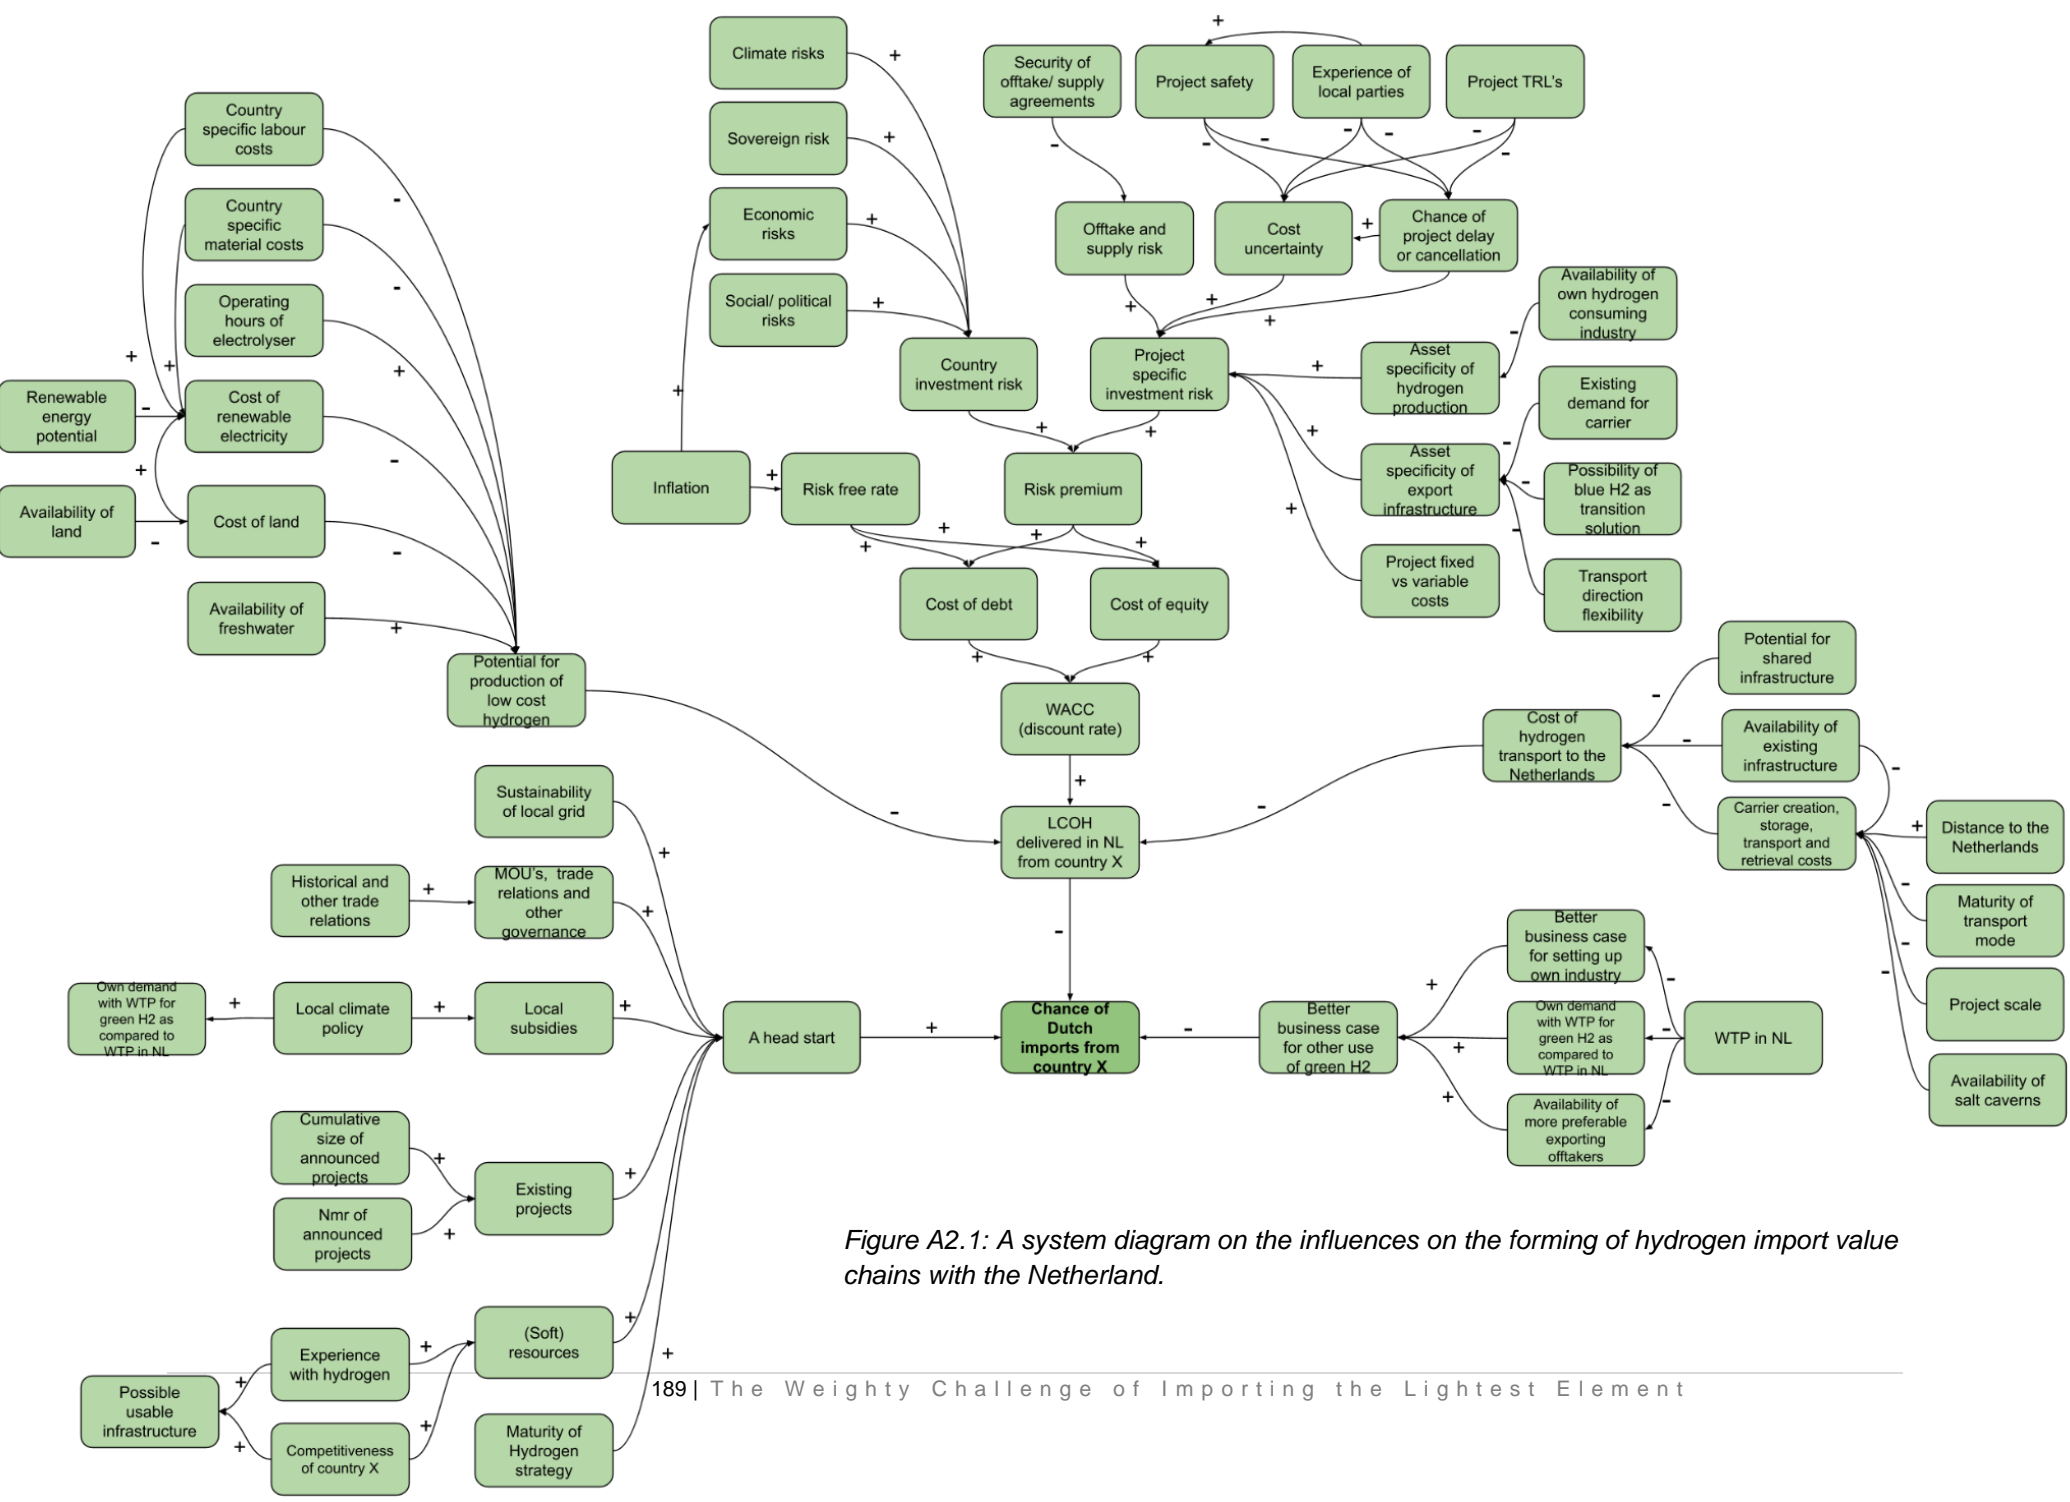 Climate risks
Sovereign risk
Economic
risks
Social/ political
risks
Country
investment risk
Security of
offtake/ supply
agreements
Project safety
Experience of
local parties
Project TRL's
Offtake and
supply risk
Cost
uncertainty
Chance of
project delay
or cancellation
Project
specific
investment risk
Asset
specificity of
hydrogen
production
Availability of
own hydrogen
consuming
industry
Existing
demand for
carrier
Asset
specificity of
export
infrastructure
Possibility of
blue H2 as
transition
solution
Project fixed
vs variable
costs
Transport
direction
flexibility
Country
specific labour
costs
Country
specific
material costs
Operating
hours of
electrolyser
Renewable
energy
potential
Cost of
renewable
electricity
Availability of
land
Cost of land
Availability of
freshwater
Potential for
production of
low cost
hydrogen
Inflation
Risk free rate
Risk premium
Cost of debt
Cost of equity
WACC
(discount rate)
LCOH
delivered in NL
from country X
Potential for
shared
infrastructure
Cost of
hydrogen
transport to the
Netherlands
Availability of
existing
infrastructure
Carrier creation,
storage,
transport and
retrieval costs
Distance to the
Netherlands
Maturity of
transport
mode
Project scale
Availability of
salt caverns
Sustainability
of local grid
Historical and
other trade
relations
MOU's, trade
relations and
other
governance
Own demand
with WTP for
green H2 as
compared to
WTP in NL
Local climate
policy
Local
subsidies
A head start
Chance of
Dutch
imports from
country X
Better
business case
for other use
of green H2
Better
business case
for setting up
own industry
Own demand
with WTP for
green H2 as
compared to
WTP in NL
Availability of
more preferable
exporting
offtakers
WTP in NL
Cumulative
size of
announced
projects
Nmr of
announced
projects
Existing
projects
Experience
with hydrogen
(Soft)
resources
Possible
usable
infrastructure
Competitiveness
of country X
Maturity of
Hydrogen
strategy
Figure A2.1: A system diagram on the influences on the forming of hydrogen import value
chains with the Netherland.
189 | The Weighty Challenge of Importing the Lightest Element
+
+
+
+
+
-
-
-
-
-
-
-
+
+
+
+
+
+
+
-
-
-
-
-
-
+
-
-
+
+
+
-
+
-
+
-
+
+
+
+
+
+
+
+
+
+
+
-
-
-
-
-
-
+
-
-
-
-
+
+
+
+
+
+
-
-
+
+
+
-
-
-
+
+
+
+
+
+
+
+
+